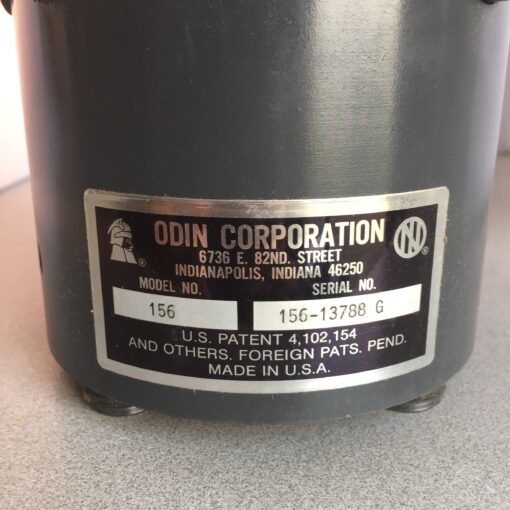 ODIN CORPORATION
6736 E. 82ND. STREET
INDIANAPOLIS, INDIANA 46250
MODEL NO. SERIAL NO.
156 156-13788 G
U.S. PATENT 4,102,154
AND OTHERS. FOREIGN PATS. PEND.
MADE IN U.S.A.